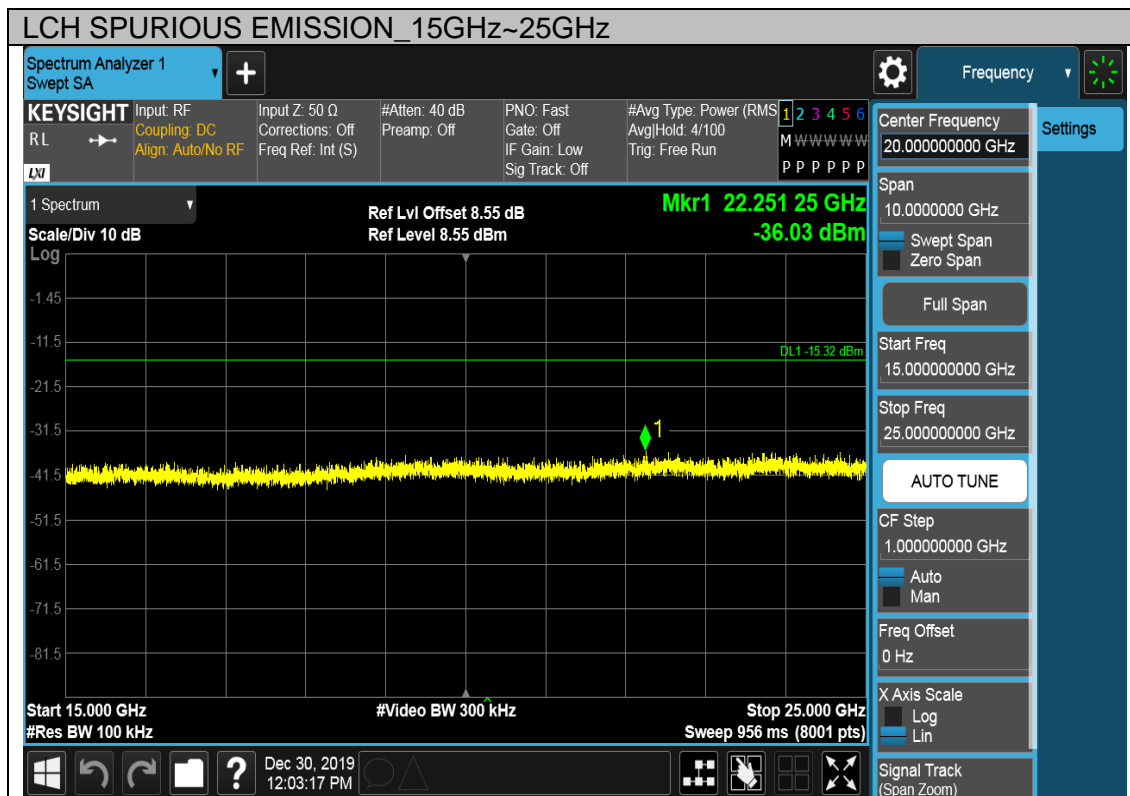 LCH SPURIOUS EMISSION_15GHz~25GHz
Spectrum Analyzer 1
Swept SA
+
Frequency
KEYSIGHT
RL
LXI
Input: RF
Coupling: DC
Align: Auto/No RF
Input Z: 50 Ω
Corrections: Off
Freq Ref: Int (S)
#Atten: 40 dB
Preamp: Off
PNO: Fast
Gate: Off
IF Gain: Low
Sig Track: Off
#Avg Type: Power (RMS
Avg|Hold: 4/100
Trig: Free Run
1 2 3 4 5 6
M W W W W W
P P P P P P
1 Spectrum
Scale/Div 10 dB
Log
Ref Lvl Offset 8.55 dB
Ref Level 8.55 dBm
Mkr1 22.251 25 GHz
-36.03 dBm
-1.45
-11.5
DL1 -15.32 dBm
-21.5
-31.5
1
-41.5
-51.5
-61.5
-71.5
-81.5
Start 15.000 GHz
#Res BW 100 kHz
#Video BW 300 kHz
Stop 25.000 GHz
Sweep 956 ms (8001 pts)
?
Dec 30, 2019
12:03:17 PM
Center Frequency
20.000000000 GHz
Settings
Span
10.0000000 GHz
Swept Span
Zero Span
Full Span
Start Freq
15.000000000 GHz
Stop Freq
25.000000000 GHz
AUTO TUNE
CF Step
1.000000000 GHz
Auto
Man
Freq Offset
0 Hz
X Axis Scale
Log
Lin
Signal Track
(Span Zoom)